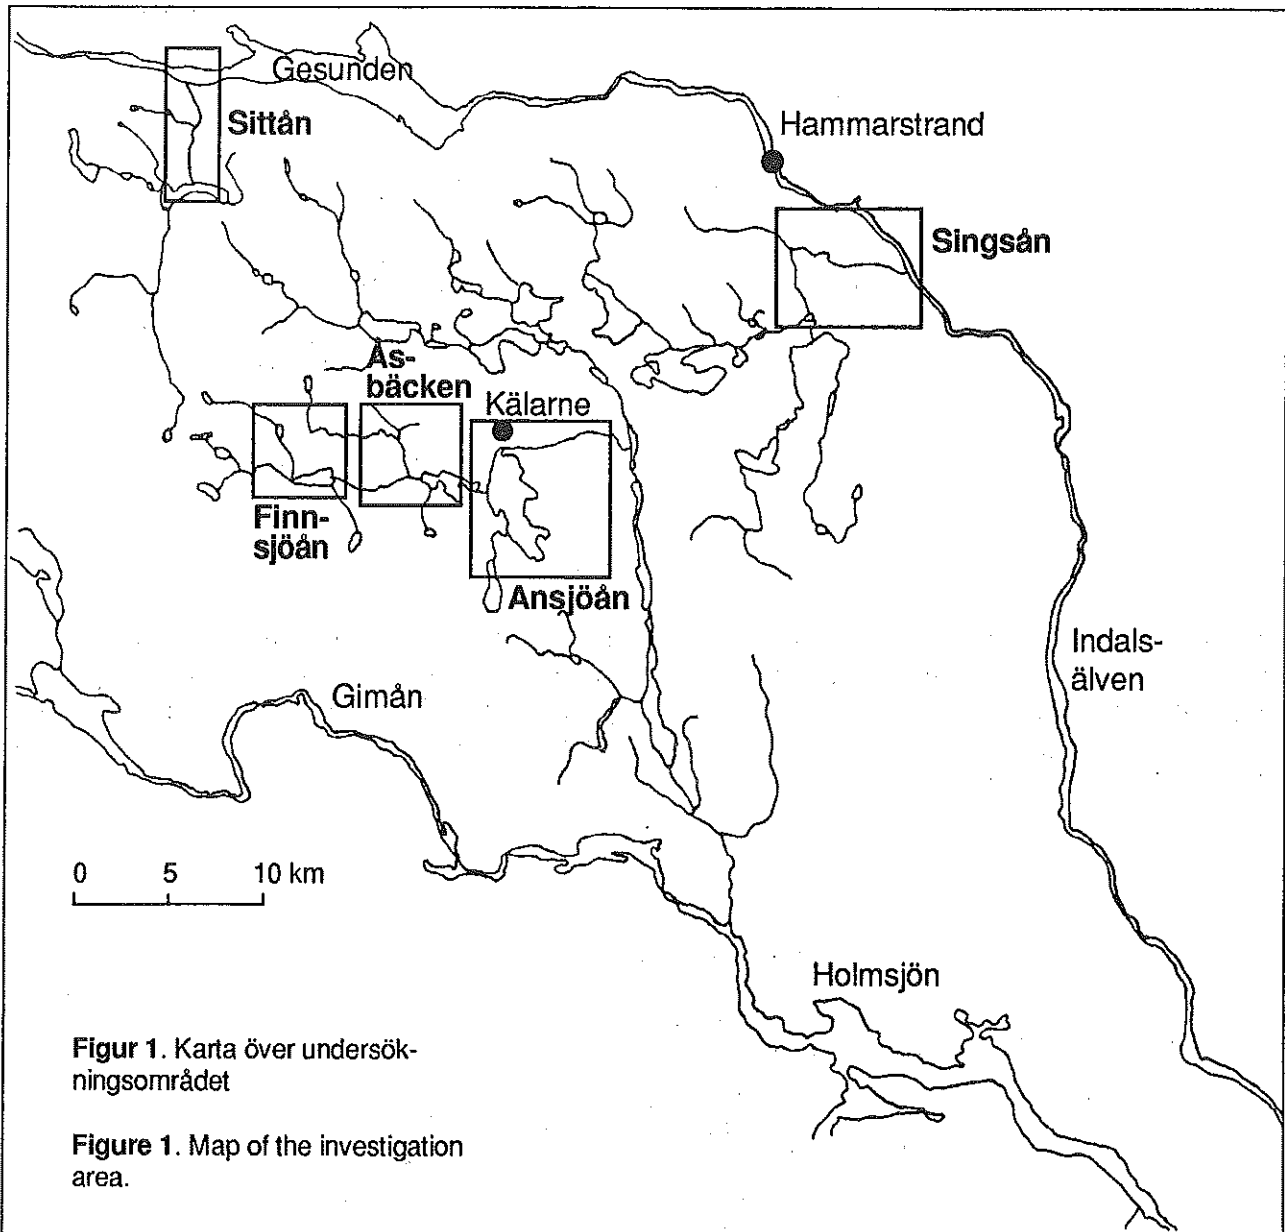 Gesunden
Sittån
Hammarstrand
Singsån
Ås-
bäcken
Kälarne
Finn-
sjöån
Ansjöån
Indals-
älven
Gimån
0 5 10 km
Holmsjön
Figur 1. Karta över undersök-
ningsområdet
Figure 1. Map of the investigation
area.